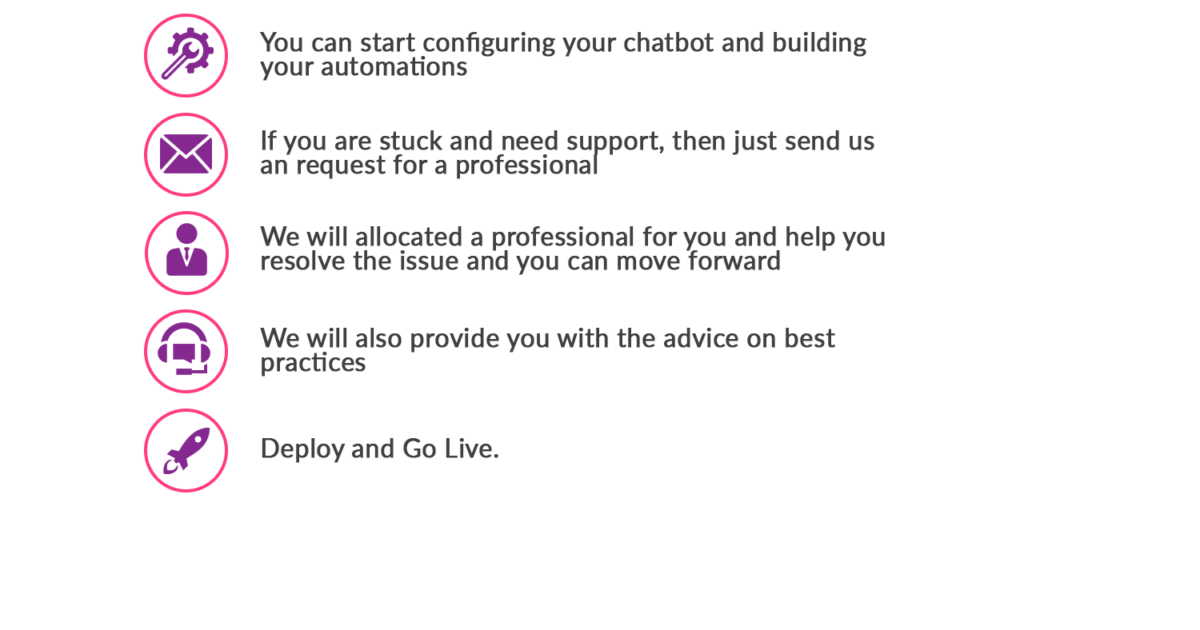 You can start configuring your chatbot and building
your automations
If you are stuck and need support, then just send us
an request for a professional
We will allocated a professional for you and help you
resolve the issue and you can move forward
We will also provide you with the advice on best
practices
Deploy and Go Live.